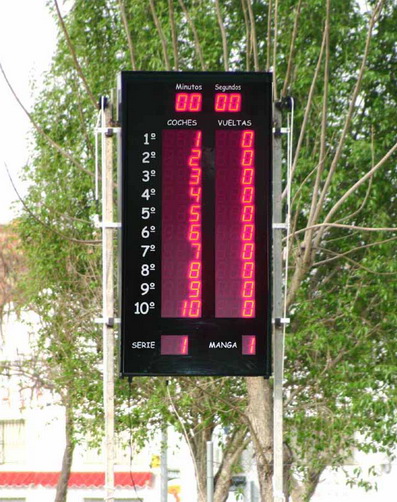 Minutos Segundos
00 00
COCHES VUELTAS
1º 1 0
2º 2 0
3º 3 0
4º 4 0
5º 5 0
6º 6 0
7º 7 0
8º 8 0
9º 9 0
10º 10 0
SERIE 1 MANGA 1